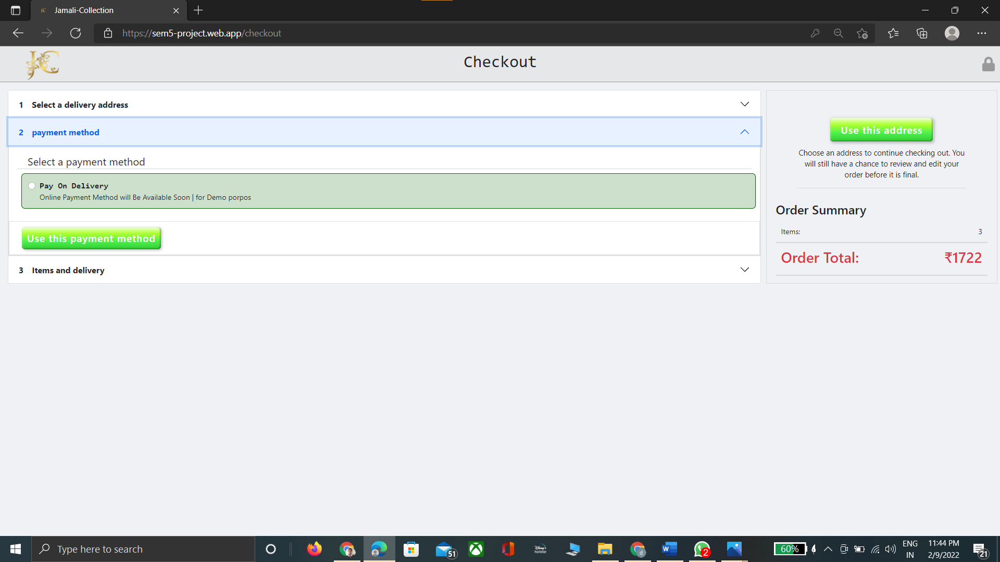 Jamali-Collection
https://sem5-project.web.app/checkout
JC
Checkout
1 Select a delivery address
2 payment method
Select a payment method
Pay On Delivery
Online Payment Method will Be Available Soon | for Demo porpos
Use this payment method
3 Items and delivery
Use this address
Choose an address to continue checking out. You
will still have a chance to review and edit your
order before it is final.
Order Summary
Items: 3
Order Total: ₹1722
Type here to search
51
Disney+
hotstar
d
W
2
60%
ENG
IN
11:44 PM
2/9/2022
21